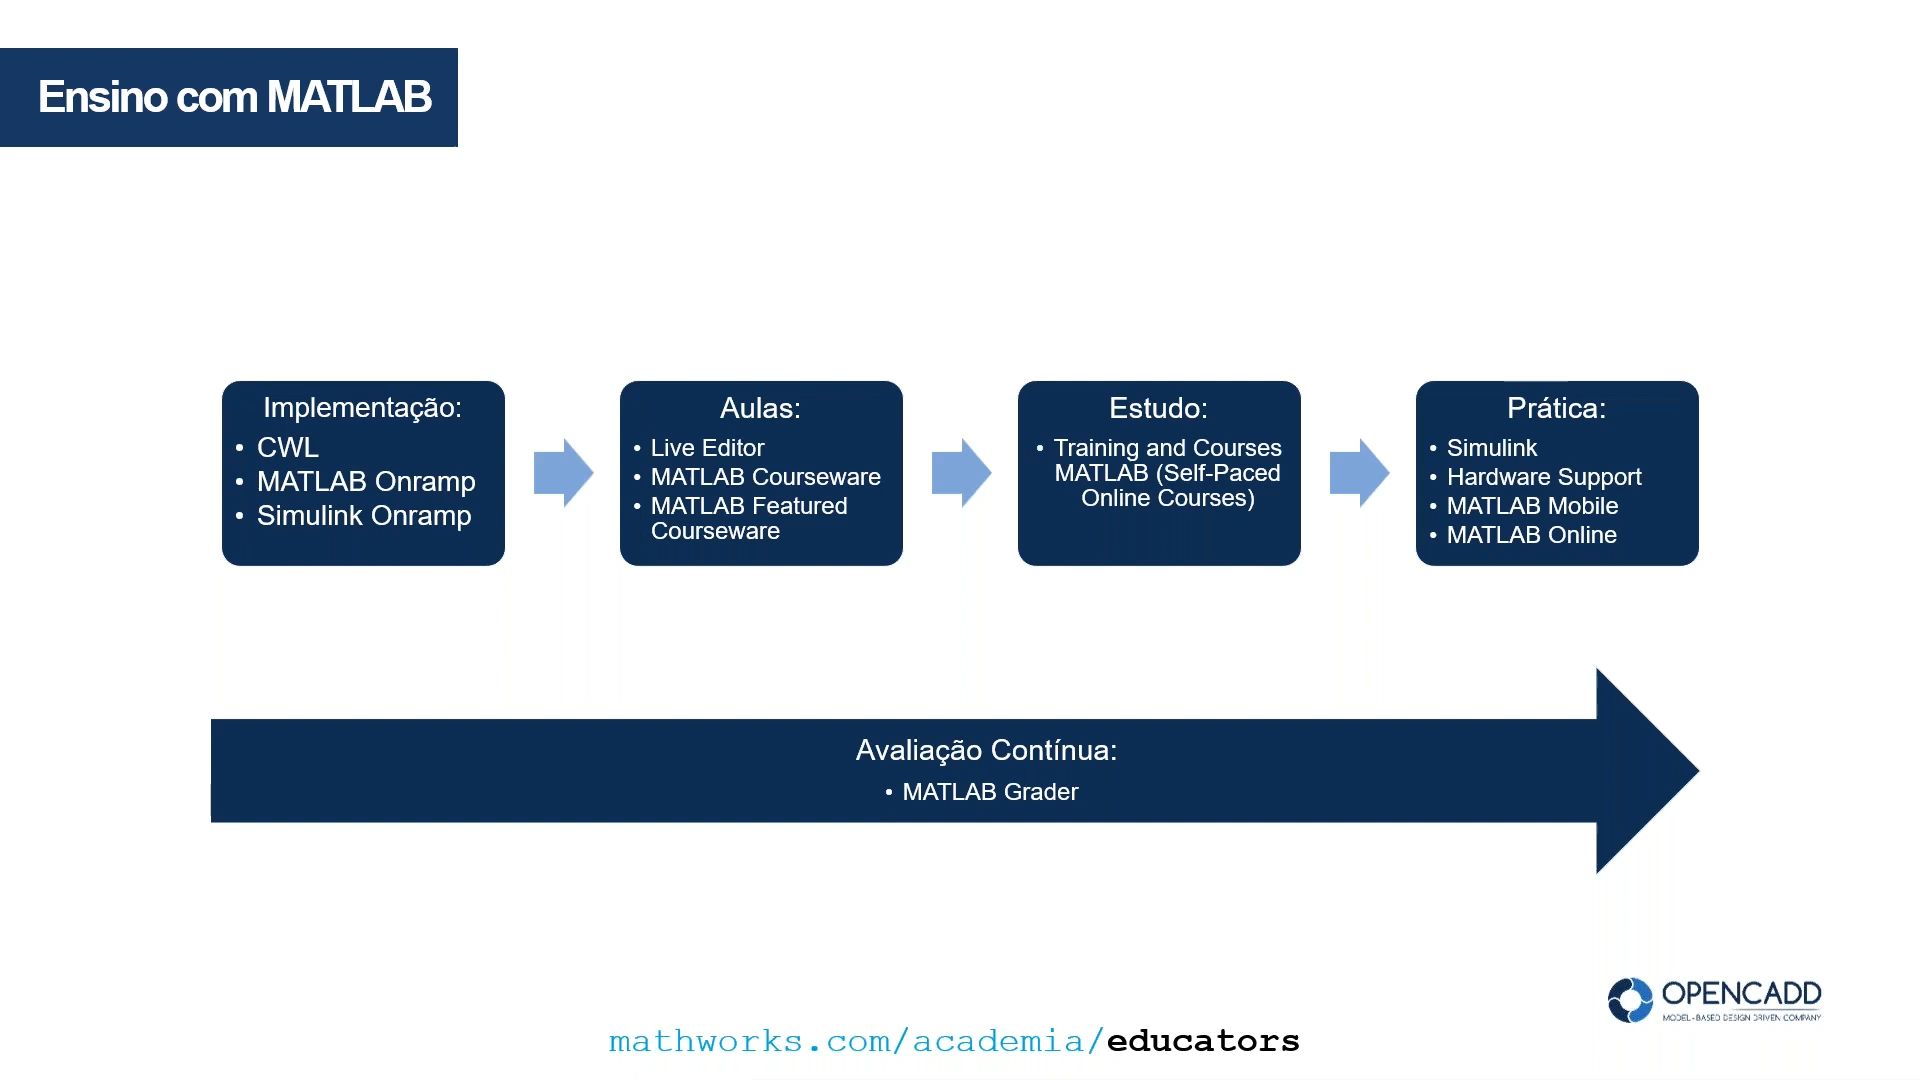 Ensino com MATLAB
Implementação:
• CWL
• MATLAB Onramp
• Simulink Onramp
Aulas:
• Live Editor
• MATLAB Courseware
• MATLAB Featured
Courseware
Estudo:
• Training and Courses
MATLAB (Self-Paced
Online Courses)
Prática:
• Simulink
• Hardware Support
• MATLAB Mobile
• MATLAB Online
Avaliação Contínua:
• MATLAB Grader
OPENCADD
MODEL-BASED DESIGN DRIVEN COMPANY
mathworks.com/academia/educators